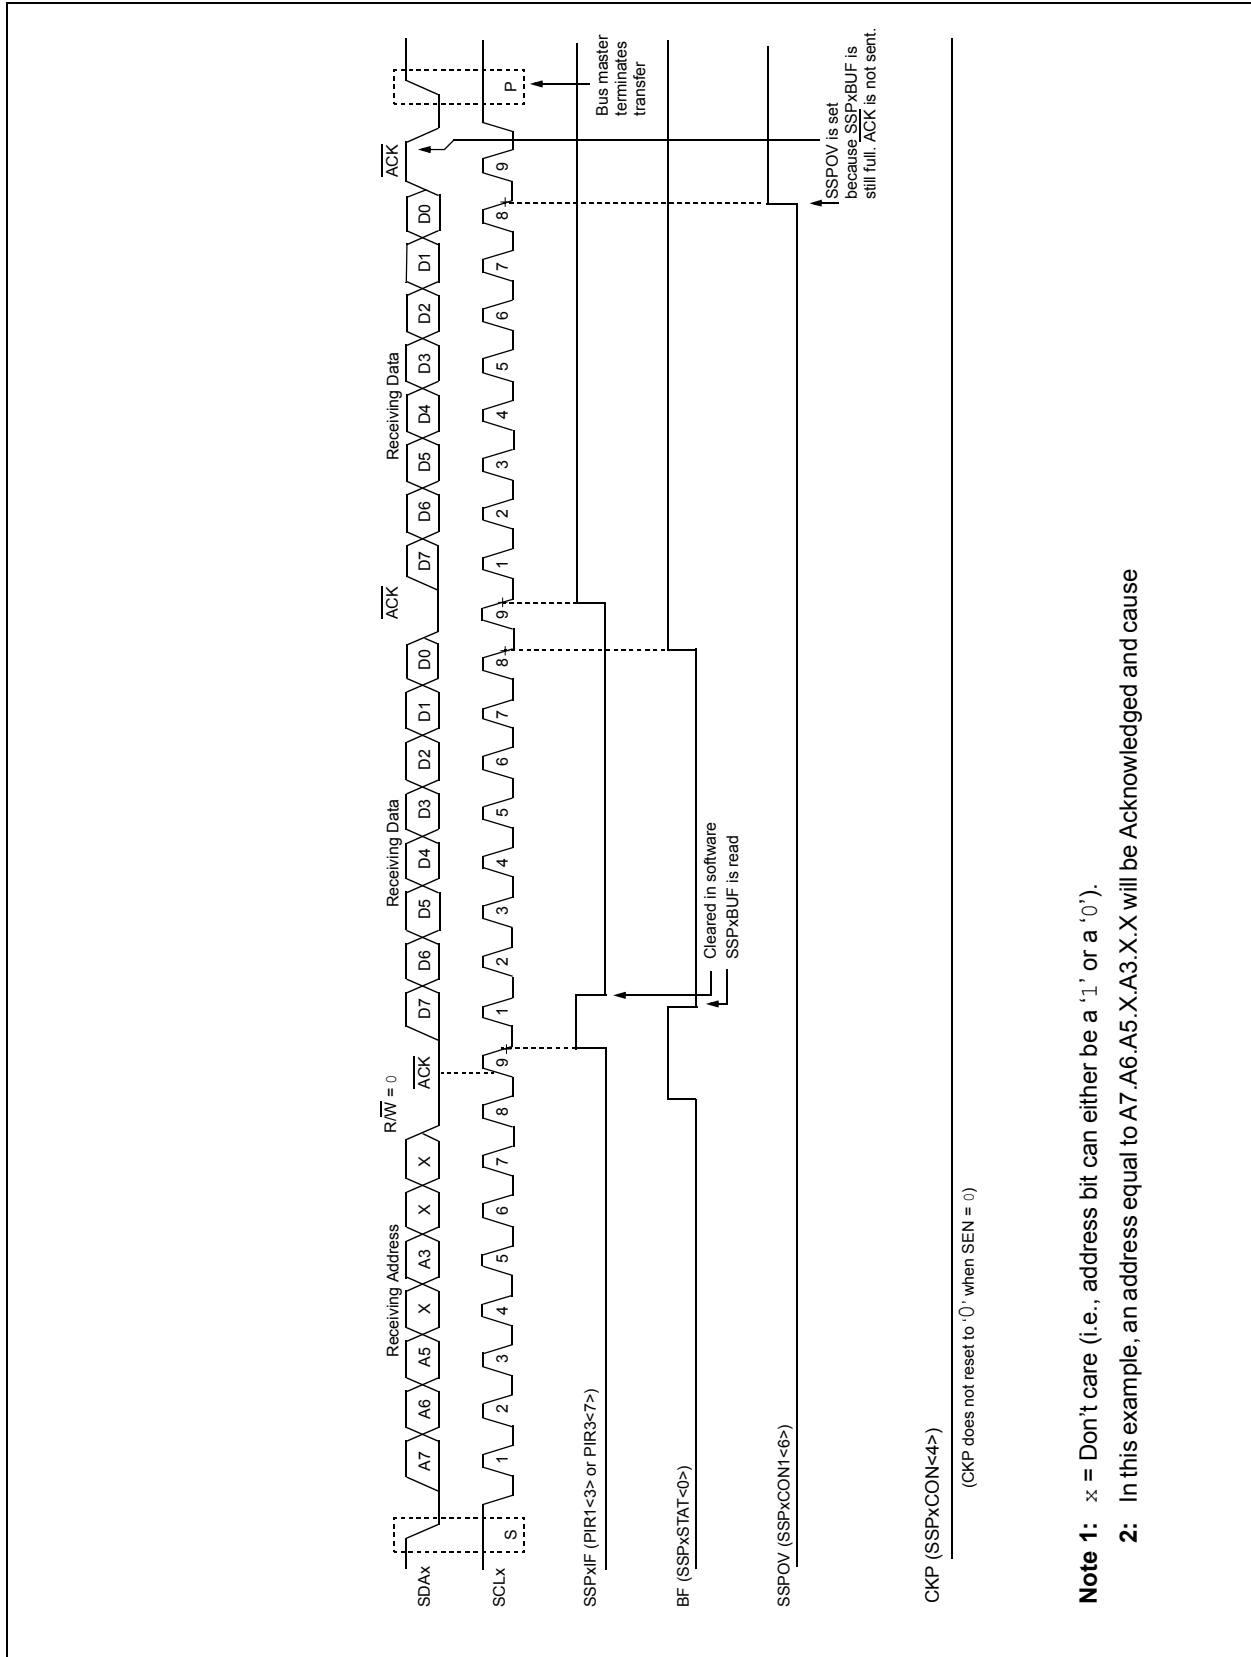 Receiving Address
R/W = 0
Receiving Data
Receiving Data
ACK
ACK
ACK
SDAx
A7 A6 A5 X A3 X X D7 D6 D5 D4 D3 D2 D1 D0 D7 D6 D5 D4 D3 D2 D1 D0
SCLx
S 1 2 3 4 5 6 7 8 9 1 2 3 4 5 6 7 8 9 1 2 3 4 5 6 7 8 9 P
Bus master
terminates
transfer
SSPxIF (PIR1<3> or PIR3<7>)
Cleared in software
BF (SSPxSTAT<0>)
SSPxBUF is read
SSPOV (SSPxCON1<6>)
SSPOV is set
because SSPxBUF is
still full. ACK is not sent.
CKP (SSPxCON<4>)
(CKP does not reset to ‘0’ when SEN = 0)
Note 1: x = Don’t care (i.e., address bit can either be a ‘1’ or a ‘0’).
2: In this example, an address equal to A7.A6.A5.X.A3.X.X will be Acknowledged and cause